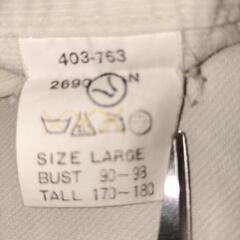 403-763
SIZE LARGE
BUST 90~98
TALL 170~180